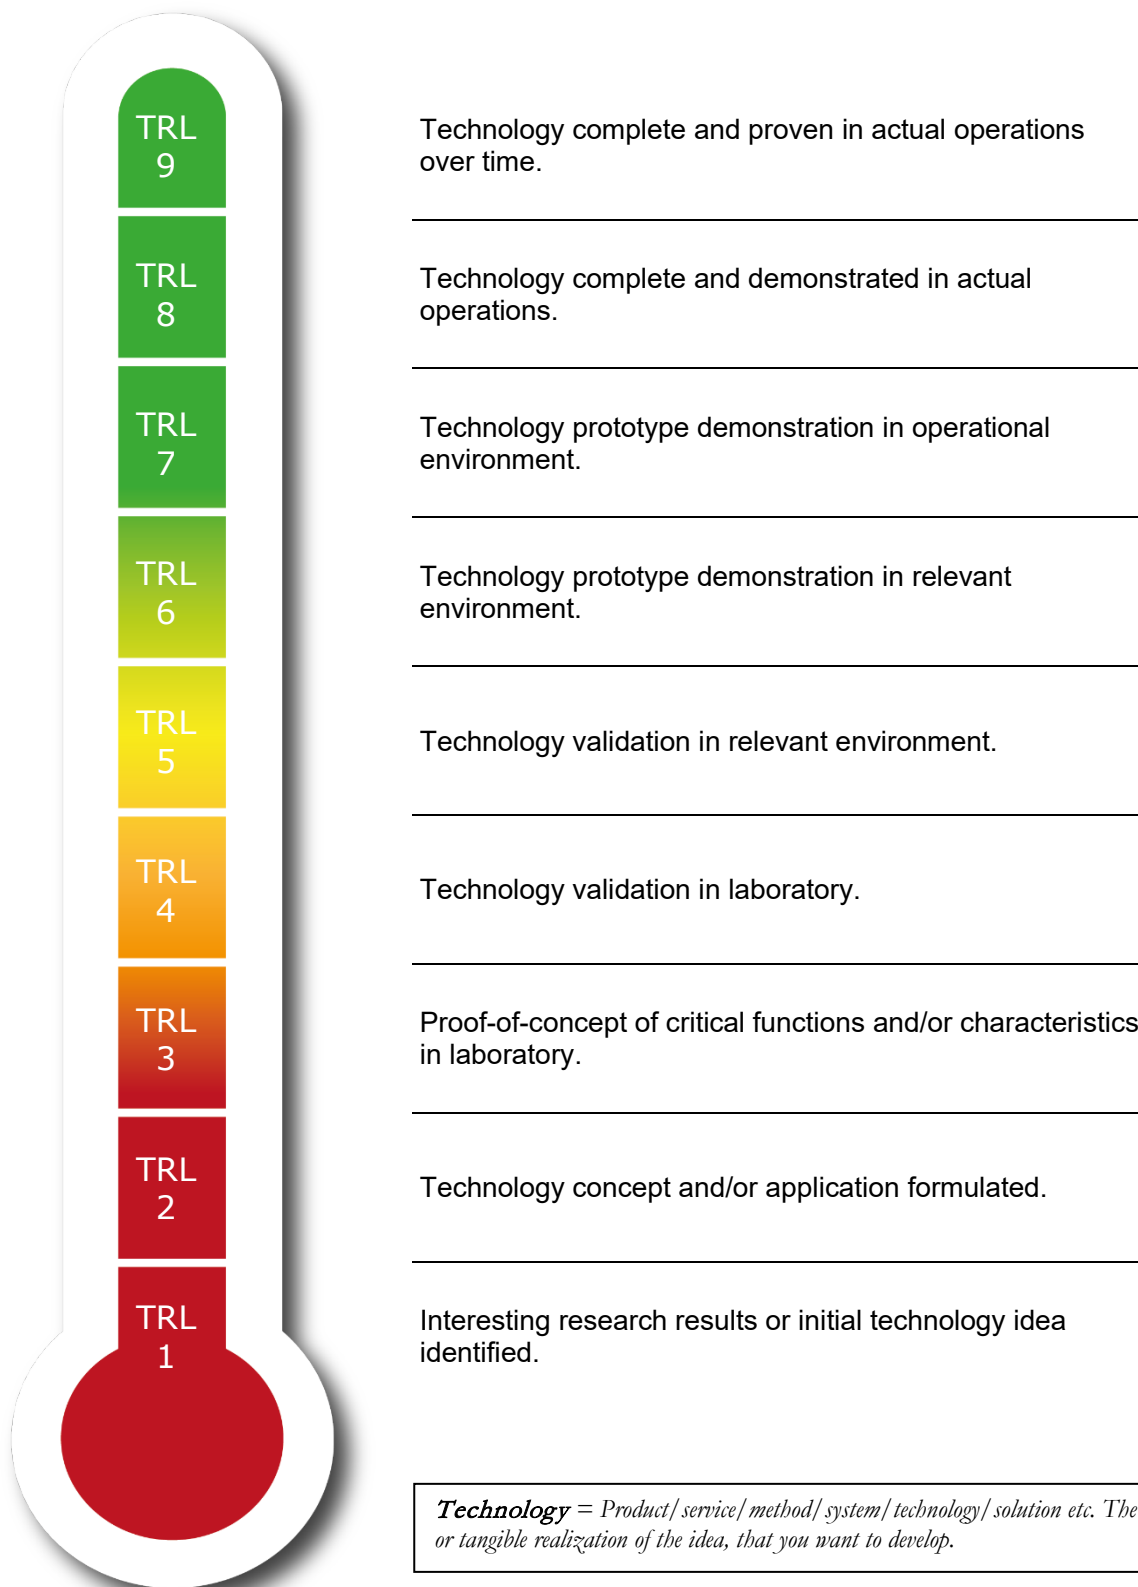 TRL
9
Technology complete and proven in actual operations
over time.
TRL
8
Technology complete and demonstrated in actual
operations.
TRL
7
Technology prototype demonstration in operational
environment.
TRL
6
Technology prototype demonstration in relevant
environment.
TRL
5
Technology validation in relevant environment.
TRL
4
Technology validation in laboratory.
TRL
3
Proof-of-concept of critical functions and/or characteristics
in laboratory.
TRL
2
Technology concept and/or application formulated.
TRL
1
Interesting research results or initial technology idea
identified.
Technology = Product/service/method/system/technology/solution etc. The
or tangible realization of the idea, that you want to develop.